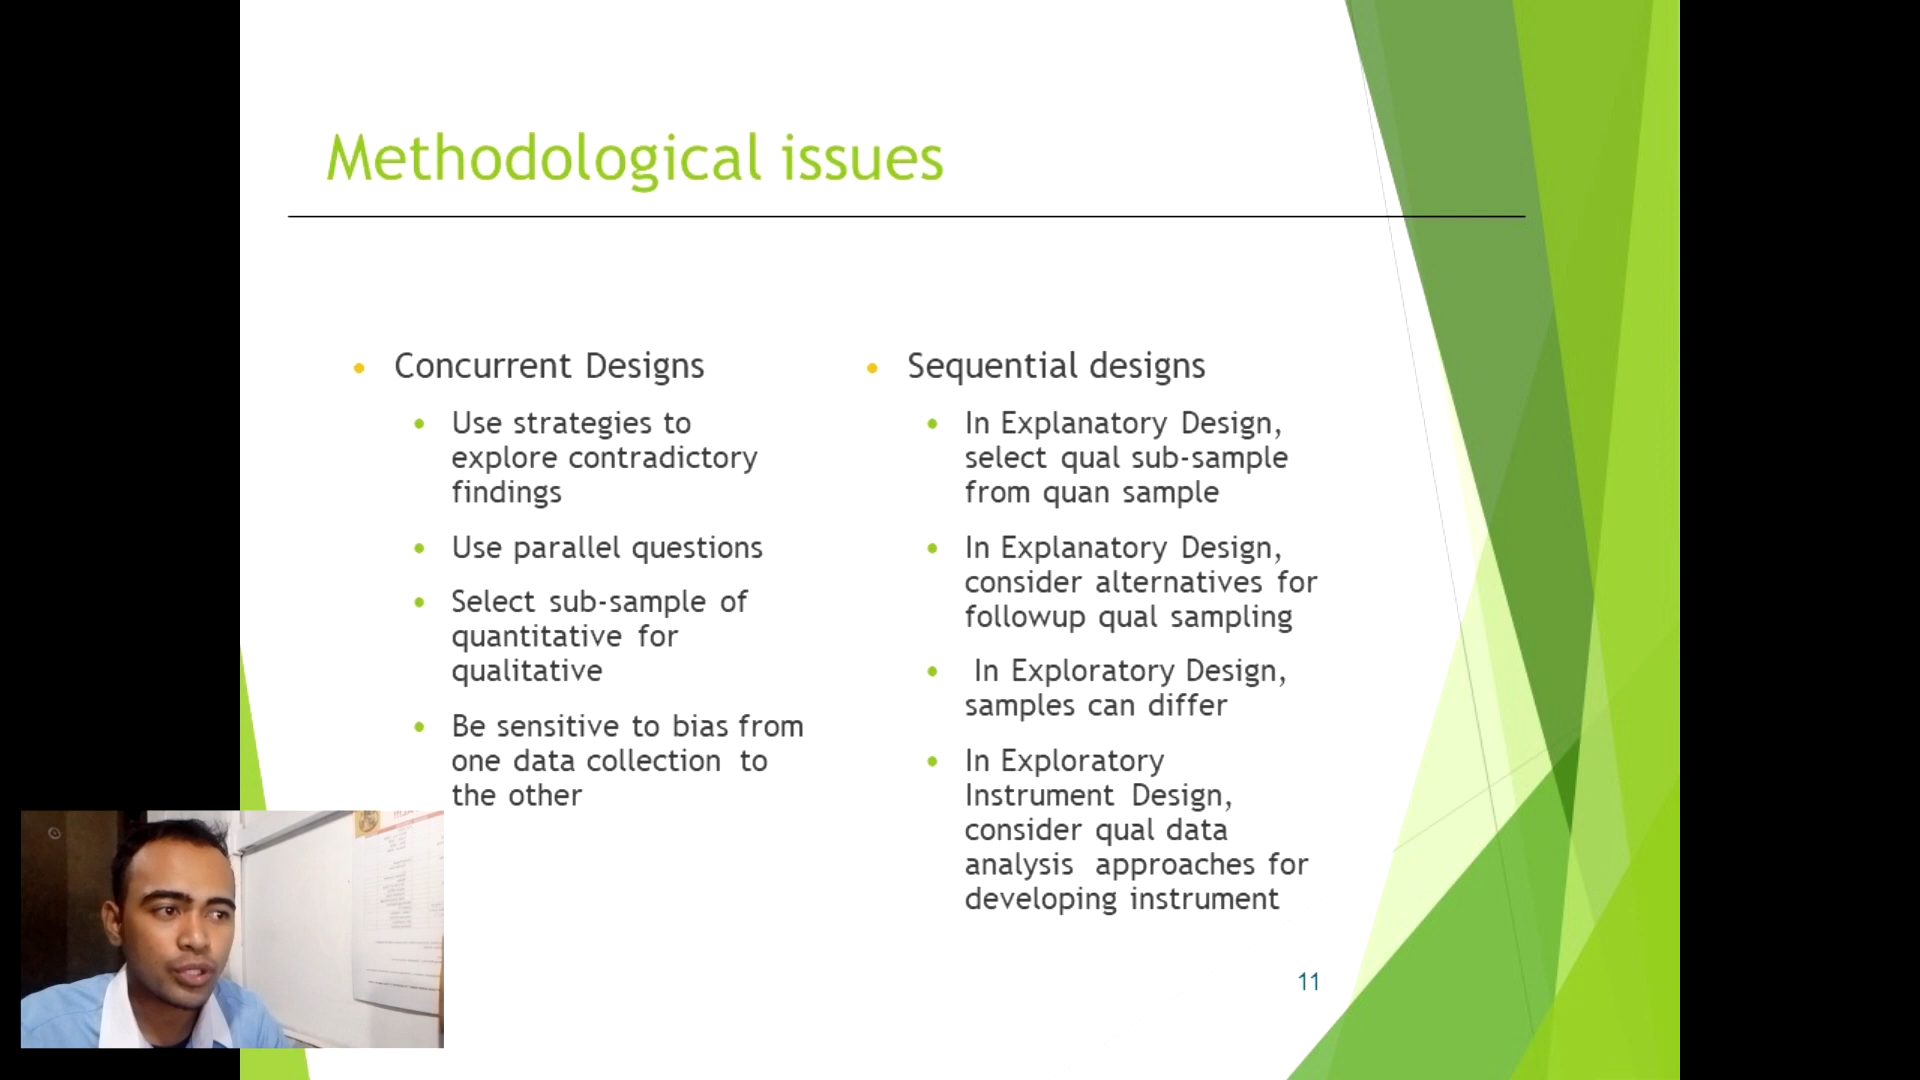 Methodological issues
Concurrent Designs
Use strategies to
explore contradictory
findings
Use parallel questions
Select sub-sample of
quantitative for
qualitative
Be sensitive to bias from
one data collection to
the other
Sequential designs
In Explanatory Design,
select qual sub-sample
from quan sample
In Explanatory Design,
consider alternatives for
followup qual sampling
In Exploratory Design,
samples can differ
In Exploratory
Instrument Design,
consider qual data
analysis approaches for
developing instrument
11